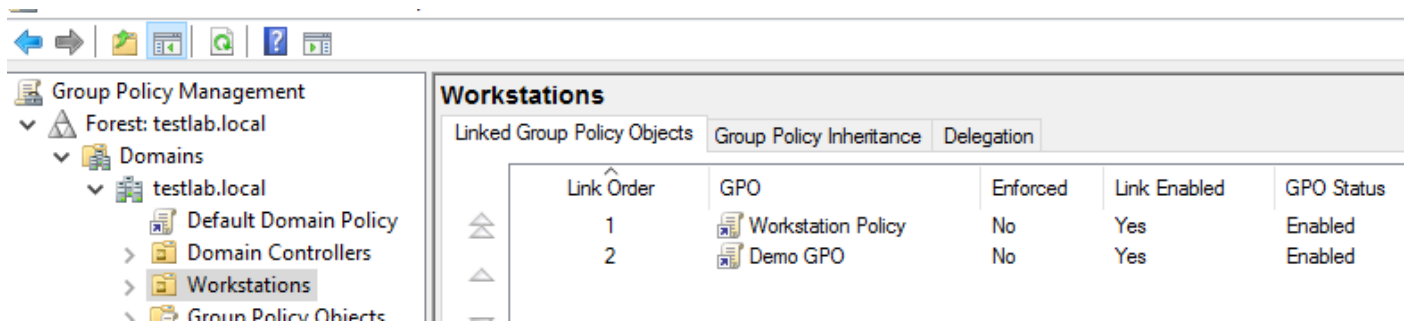 Group Policy Management
Forest: testlab.local
Domains
testlab.local
Default Domain Policy
Domain Controllers
Workstations
Group Policy Objects
Workstations
Linked Group Policy Objects Group Policy Inheritance Delegation
Link Order GPO Enforced Link Enabled GPO Status
1 Workstation Policy No Yes Enabled
2 Demo GPO No Yes Enabled